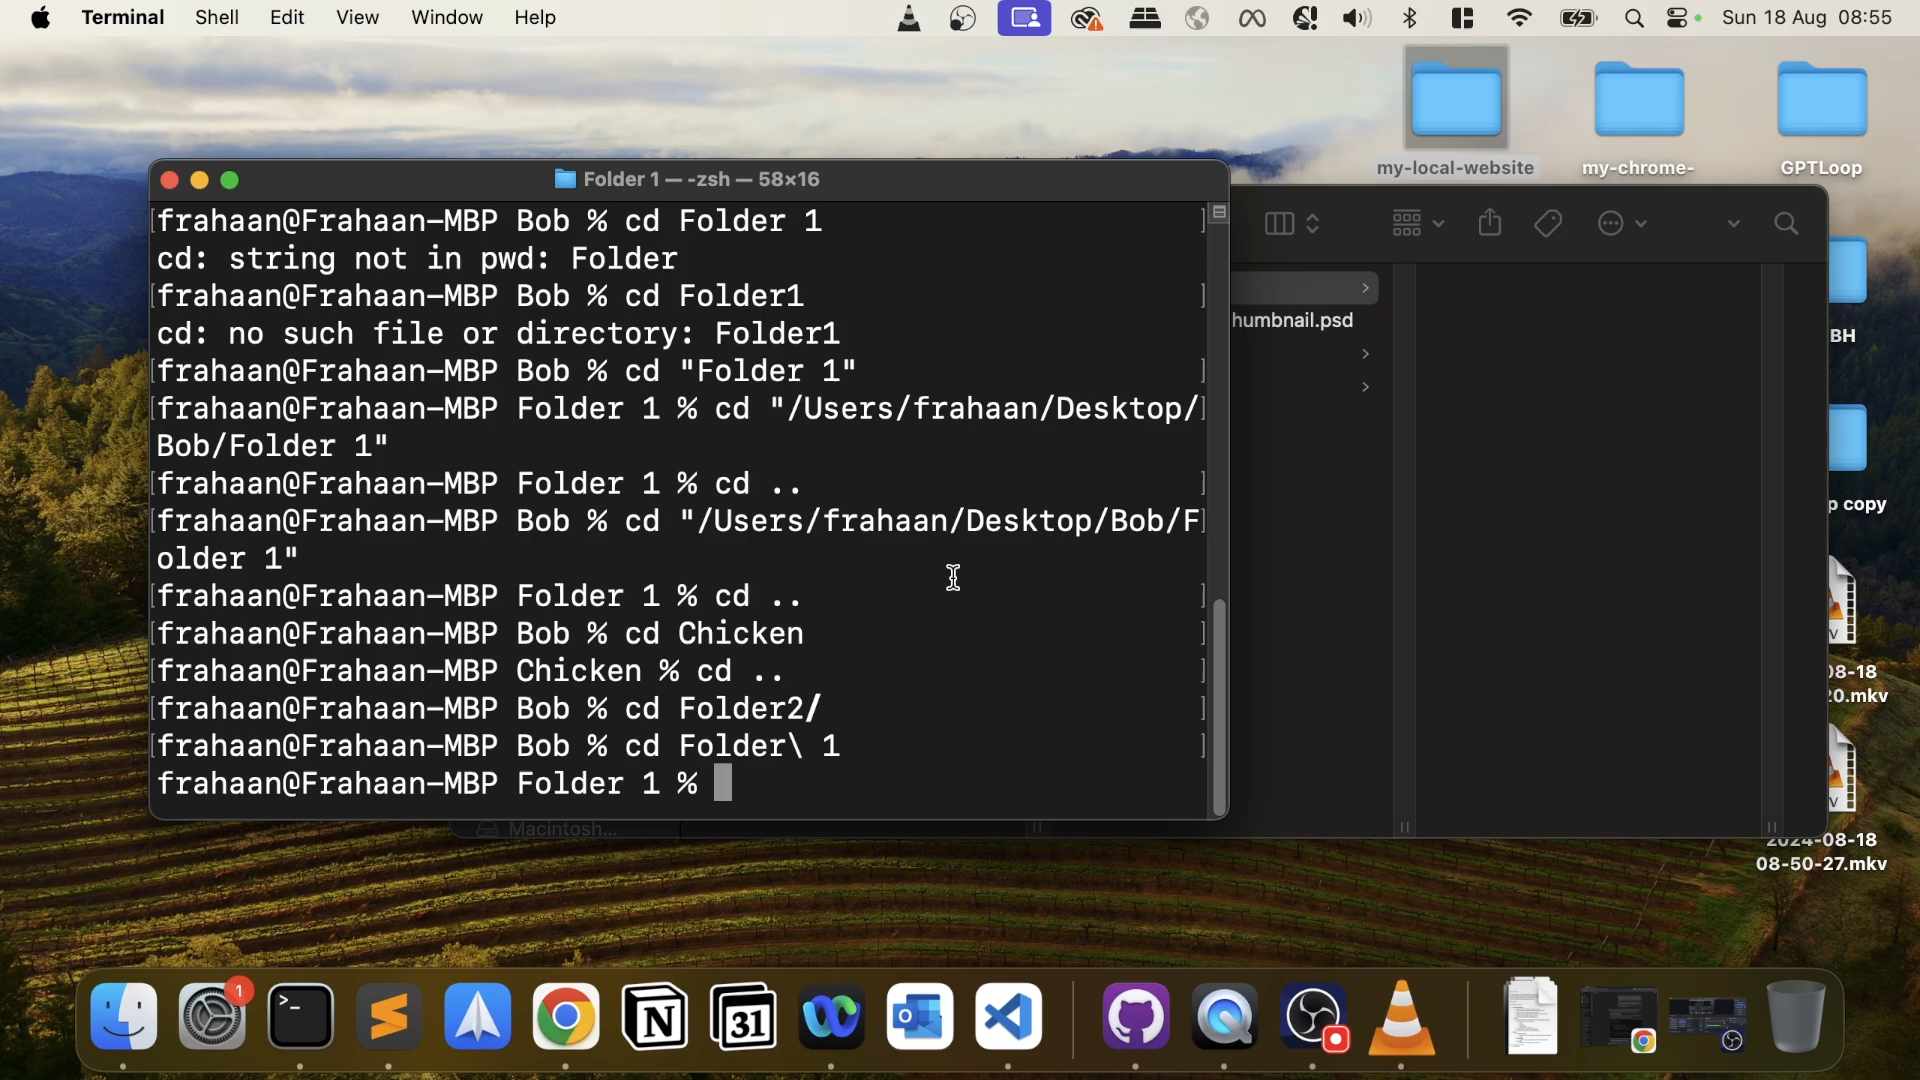 Terminal Shell Edit View Window Help Sun 18 Aug 08:55
my-local-website my-chrome- GPTLoop
Folder 1 — -zsh — 58×16
frahaan@Frahaan-MBP Bob % cd Folder 1
cd: string not in pwd: Folder
frahaan@Frahaan-MBP Bob % cd Folder1
cd: no such file or directory: Folder1
frahaan@Frahaan-MBP Bob % cd "Folder 1"
frahaan@Frahaan-MBP Folder 1 % cd "/Users/frahaan/Desktop/
Bob/Folder 1"
frahaan@Frahaan-MBP Folder 1 % cd ..
frahaan@Frahaan-MBP Bob % cd "/Users/frahaan/Desktop/Bob/F
older 1"
frahaan@Frahaan-MBP Folder 1 % cd ..
frahaan@Frahaan-MBP Bob % cd Chicken
frahaan@Frahaan-MBP Chicken % cd ..
frahaan@Frahaan-MBP Bob % cd Folder2/
frahaan@Frahaan-MBP Bob % cd Folder\ 1
frahaan@Frahaan-MBP Folder 1 %
humbnail.psd
BH
p copy
08-18
20.mkv
Macintosh...
2024-08-18
08-50-27.mkv
1
>_
N
31